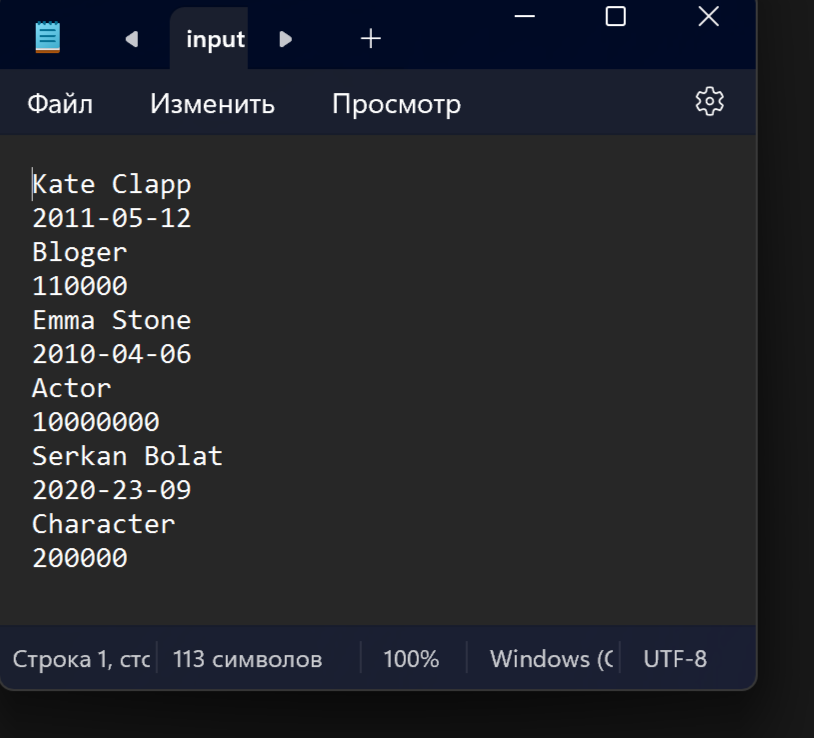 input
Файл Изменить Просмотр
Kate Clapp
2011-05-12
Bloger
110000
Emma Stone
2010-04-06
Actor
10000000
Serkan Bolat
2020-23-09
Character
200000
Строка 1, стс 113 символов 100% Windows (C UTF-8